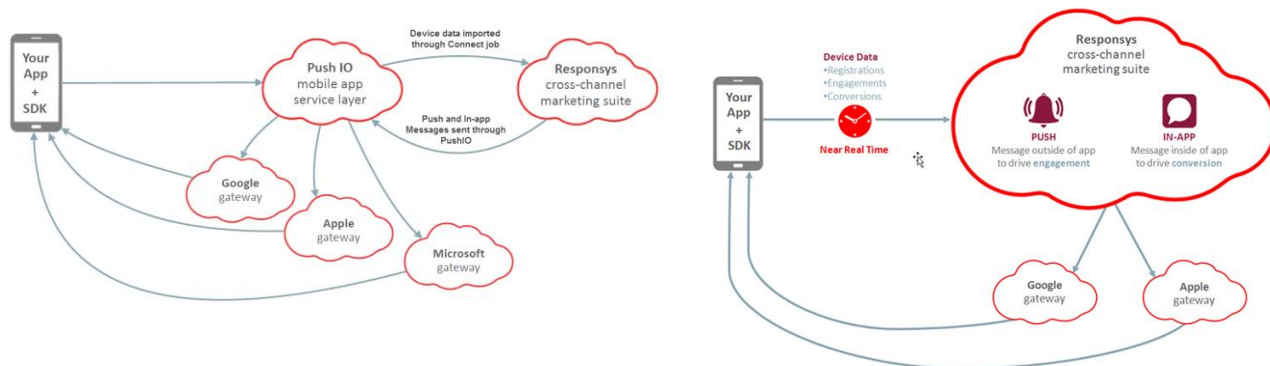 Your
App
+
SDK
Push IO
mobile app
service layer
Device data imported
through Connect job
Responsys
cross-channel
marketing suite
Push and In-app
Messages sent through
PushIO
Google
gateway
Apple
gateway
Microsoft
gateway
Your
App
+
SDK
Device Data
•Registrations
•Engagements
•Conversions
Near Real Time
Responsys
cross-channel
marketing suite
PUSH
Message outside of app
to drive engagement
IN-APP
Message inside of app
to drive conversion
Google
gateway
Apple
gateway